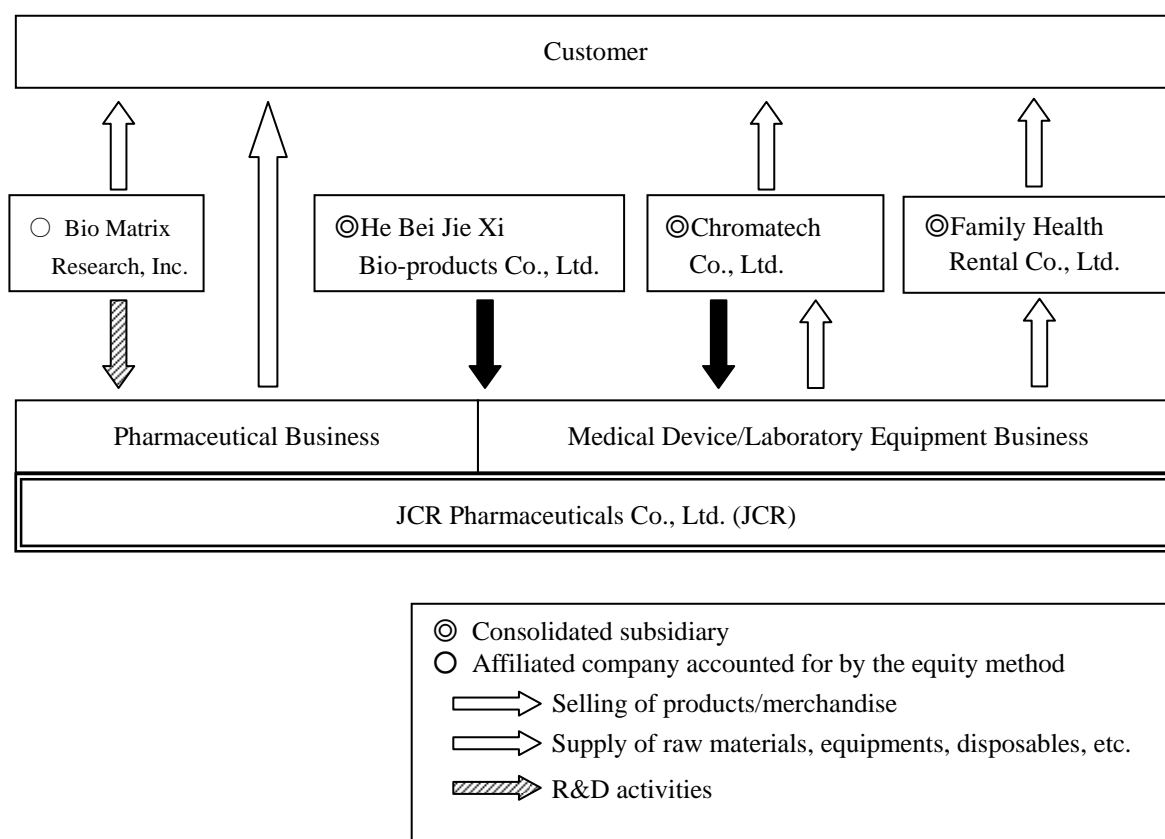 Customer
○ Bio Matrix
Research, Inc.
◎He Bei Jie Xi
Bio-products Co., Ltd.
◎Chromatech
Co., Ltd.
◎Family Health
Rental Co., Ltd.
Pharmaceutical Business
Medical Device/Laboratory Equipment Business
JCR Pharmaceuticals Co., Ltd. (JCR)
◎ Consolidated subsidiary
○ Affiliated company accounted for by the equity method
Selling of products/merchandise
Supply of raw materials, equipments, disposables, etc.
R&D activities